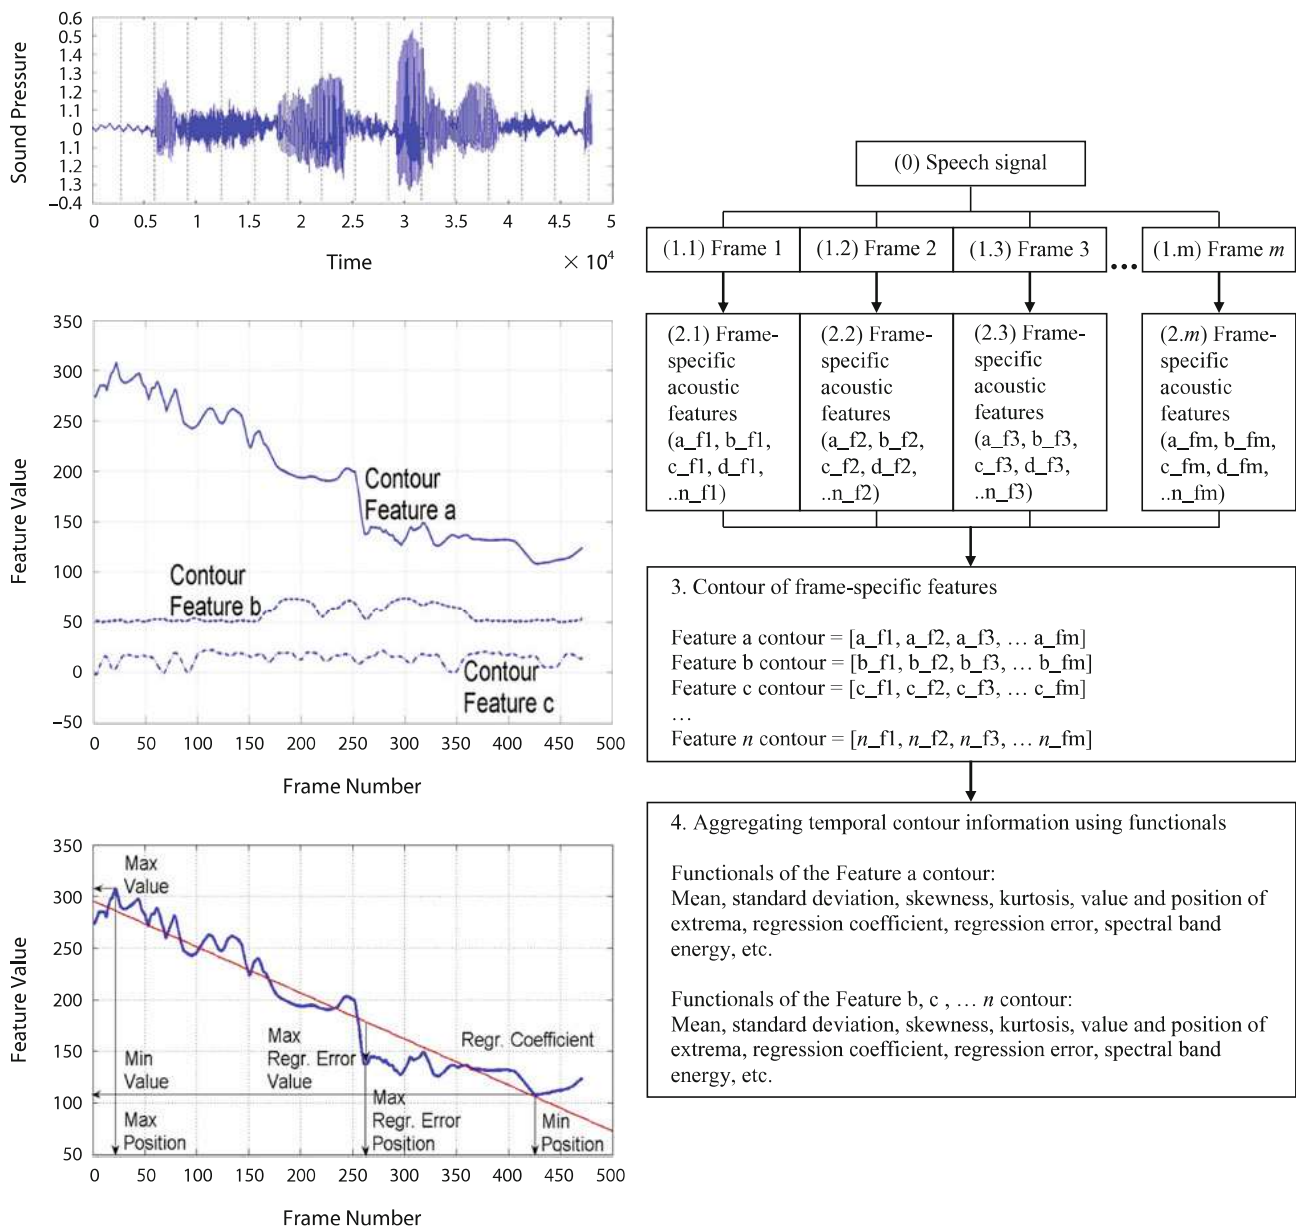 0.6
0.5
1.3
1.3
1.1
1.1
0
1.1
1.1
1.3
–0.4
Sound Pressure
0 0.5 1 1.5 2 2.5 3 3.5 4 4.5 5
Time
× 10⁴
350
300
250
200
150
100
50
0
–50
Feature Value
Contour
Feature a
Contour
Feature b
Contour
Feature c
0 50 100 150 200 250 300 350 400 450 500
Frame Number
350
300
250
200
150
100
50
Feature Value
Max
Value
Min
Value
Max
Position
Max
Regr. Error
Value
Max
Regr. Error
Position
Regr. Coefficient
Min
Position
0 50 100 150 200 250 300 350 400 450 500
Frame Number
(0) Speech signal
(1.1) Frame 1
(1.2) Frame 2
(1.3) Frame 3
...
(1.m) Frame m
(2.1) Frame-
specific
acoustic
features
(a_f1, b_f1,
c_f1, d_f1,
..n_f1)
(2.2) Frame-
specific
acoustic
features
(a_f2, b_f2,
c_f2, d_f2,
..n_f2)
(2.3) Frame-
specific
acoustic
features
(a_f3, b_f3,
c_f3, d_f3,
..n_f3)
(2.m) Frame-
specific
acoustic
features
(a_fm, b_fm,
c_fm, d_fm,
..n_fm)
3. Contour of frame-specific features
Feature a contour = [a_f1, a_f2, a_f3, … a_fm]
Feature b contour = [b_f1, b_f2, b_f3, … b_fm]
Feature c contour = [c_f1, c_f2, c_f3, … c_fm]
…
Feature n contour = [n_f1, n_f2, n_f3, … n_fm]
4. Aggregating temporal contour information using functionals
Functionals of the Feature a contour:
Mean, standard deviation, skewness, kurtosis, value and position of
extrema, regression coefficient, regression error, spectral band
energy, etc.
Functionals of the Feature b, c , … n contour:
Mean, standard deviation, skewness, kurtosis, value and position of
extrema, regression coefficient, regression error, spectral band
energy, etc.